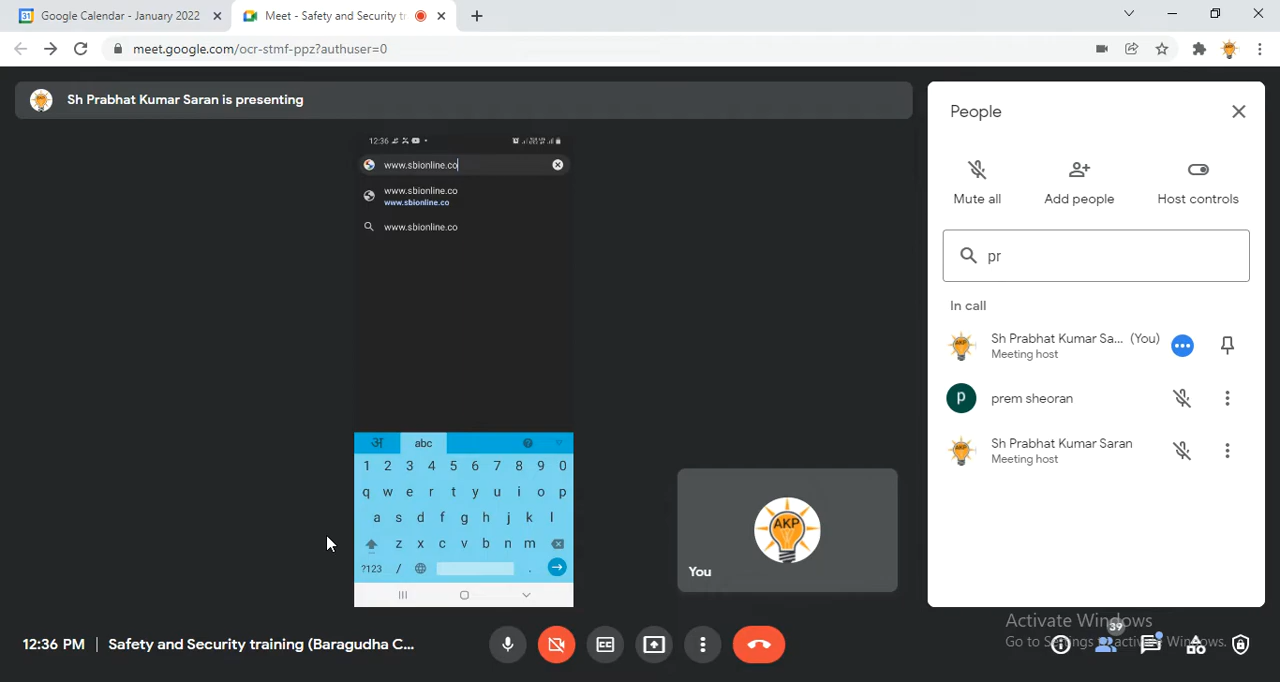 Google Calendar - January 2022
Meet - Safety and Security tr
meet.google.com/ocr-stmf-ppz?authuser=0
Sh Prabhat Kumar Saran is presenting
12:36
www.sbionline.co
www.sbionline.co
www.sbionline.co
www.sbionline.co
अ abc
1 2 3 4 5 6 7 8 9 0
q w e r t y u i o p
a s d f g h j k l
z x c v b n m
?123 / .
AKP
You
People
Mute all
Add people
Host controls
pr
In call
Sh Prabhat Kumar Sa... (You)
Meeting host
p
prem sheoran
Sh Prabhat Kumar Saran
Meeting host
Activate Windows
Go to Settings to activate Windows.
39
12:36 PM | Safety and Security training (Baragudha C...